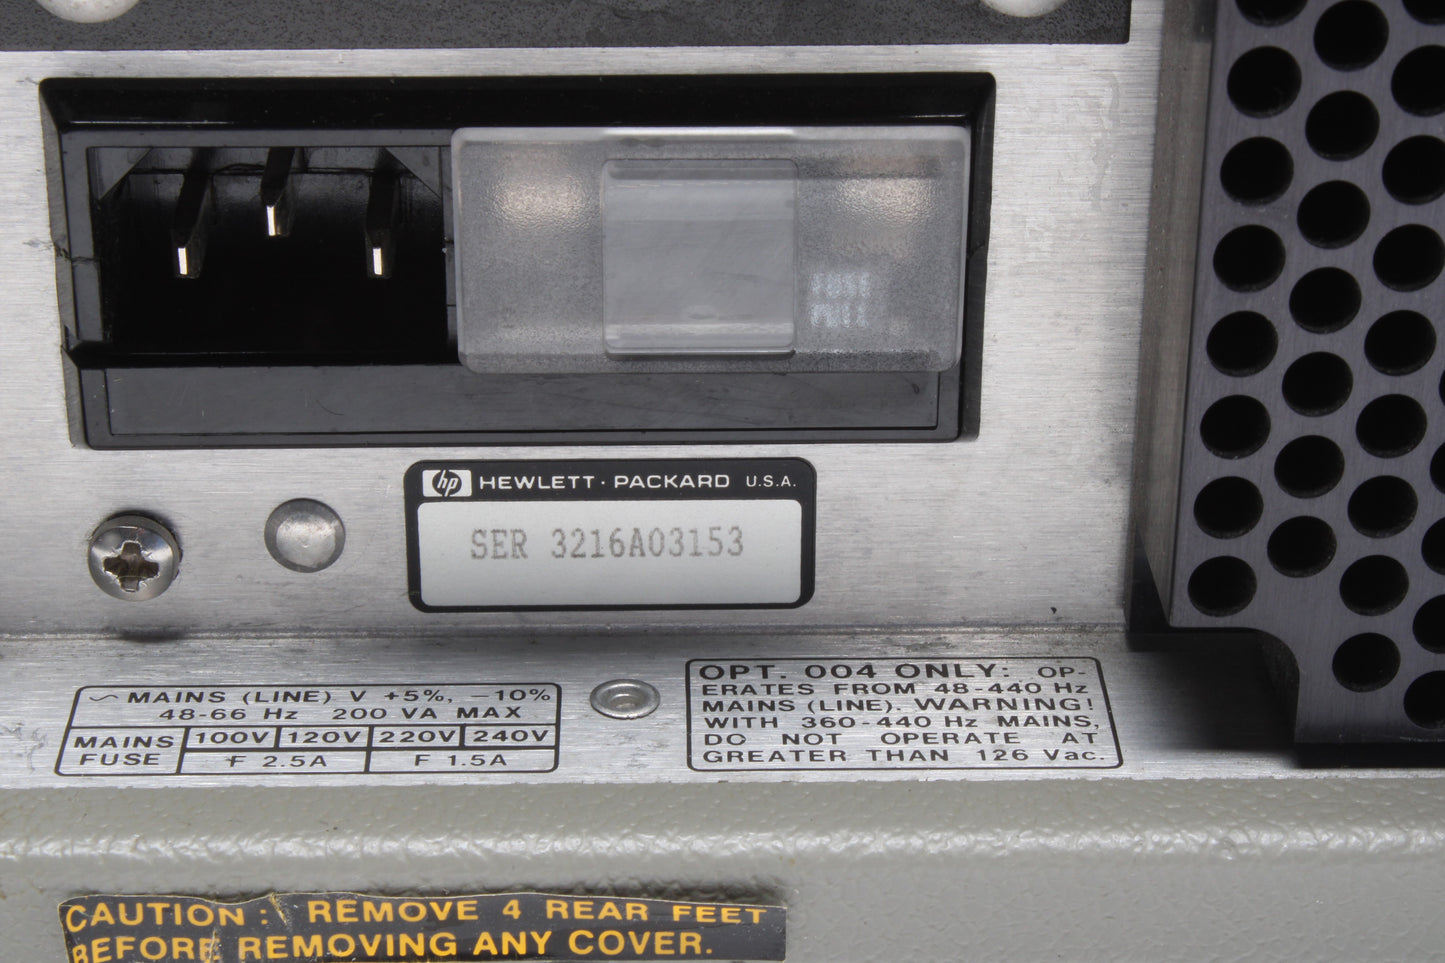 FUSE
PULL
hp HEWLETT·PACKARD U.S.A.
SER 3216A03153
~ MAINS (LINE) V +5%, −10%
48-66 Hz 200 VA MAX
MAINS FUSE 100V 120V 220V 240V
F 2.5A F 1.5A
OPT. 004 ONLY: OP-
ERATES FROM 48-440 Hz
MAINS (LINE). WARNING!
WITH 360-440 Hz MAINS,
DO NOT OPERATE AT
GREATER THAN 126 Vac.
CAUTION: REMOVE 4 REAR FEET
BEFORE REMOVING ANY COVER.